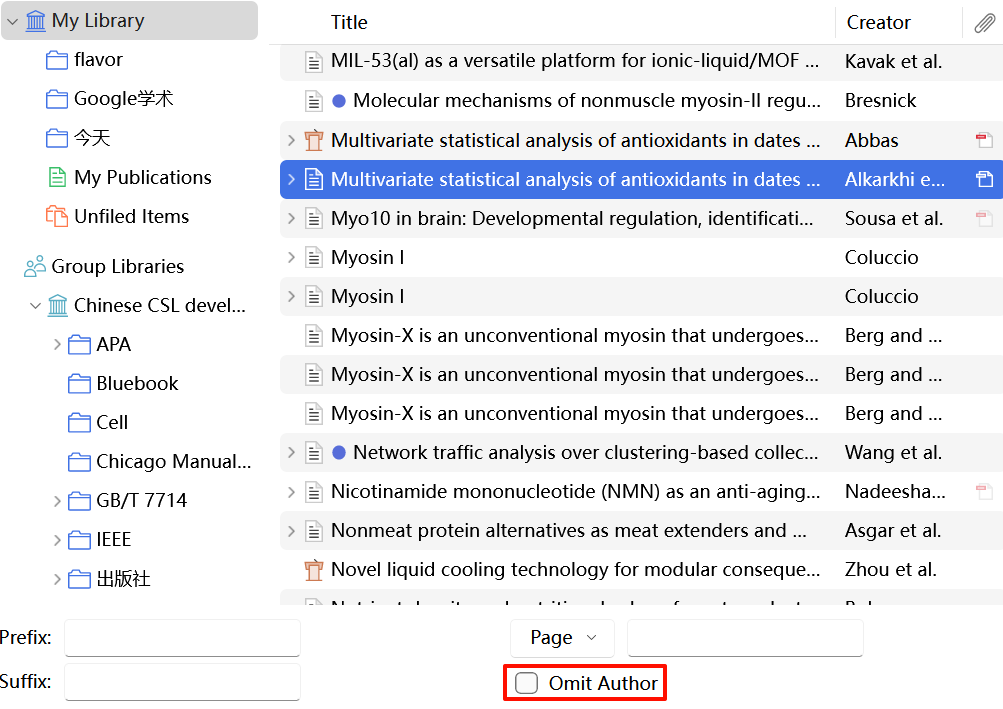 My Library
flavor
Google学术
今天
My Publications
Unfiled Items
Group Libraries
Chinese CSL devel...
APA
Bluebook
Cell
Chicago Manual...
GB/T 7714
IEEE
出版社
Title Creator
MIL-53(al) as a versatile platform for ionic-liquid/MOF ... Kavak et al.
Molecular mechanisms of nonmuscle myosin-II regu... Bresnick
Multivariate statistical analysis of antioxidants in dates ... Abbas
Multivariate statistical analysis of antioxidants in dates ... Alkarkhi e...
Myo10 in brain: Developmental regulation, identificati... Sousa et al.
Myosin I Coluccio
Myosin I Coluccio
Myosin-X is an unconventional myosin that undergoes... Berg and ...
Myosin-X is an unconventional myosin that undergoes... Berg and ...
Myosin-X is an unconventional myosin that undergoes... Berg and ...
Network traffic analysis over clustering-based collec... Wang et al.
Nicotinamide mononucleotide (NMN) as an anti-aging... Nadeesha...
Nonmeat protein alternatives as meat extenders and ... Asgar et al.
Novel liquid cooling technology for modular conseque... Zhou et al.
Prefix: Page
Suffix: Omit Author